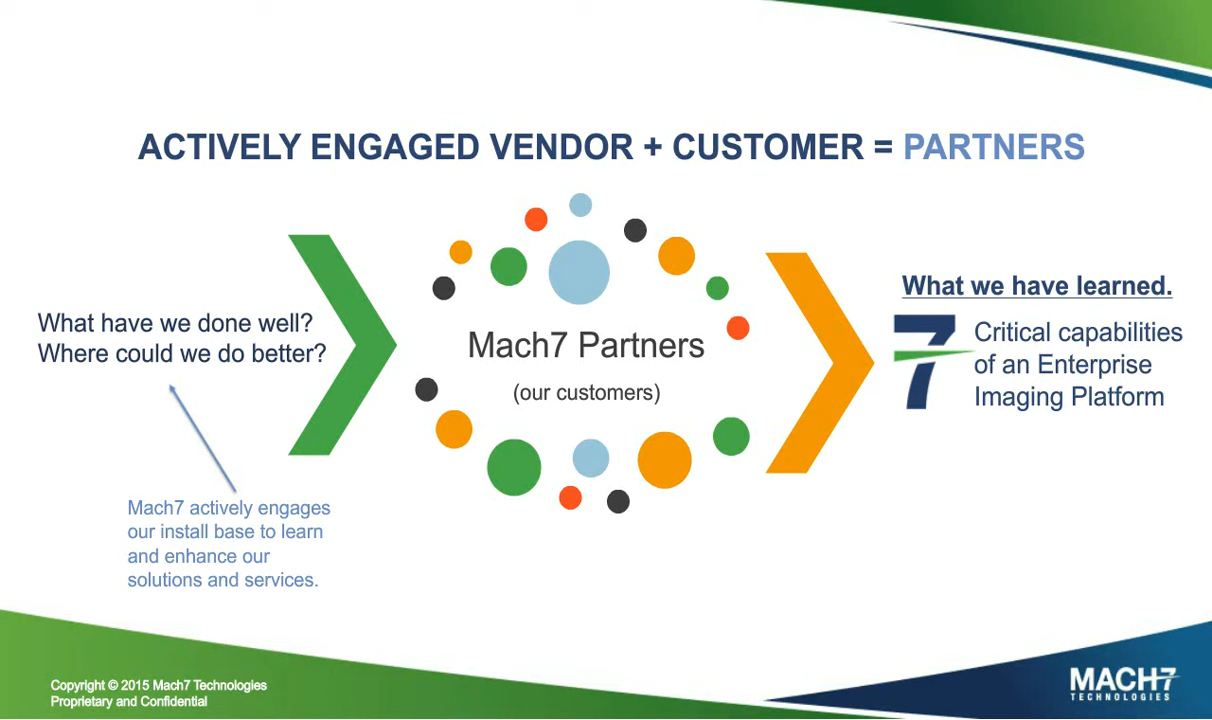 ACTIVELY ENGAGED VENDOR + CUSTOMER = PARTNERS
What have we done well?
Where could we do better?
Mach7 actively engages
our install base to learn
and enhance our
solutions and services.
Mach7 Partners
(our customers)
What we have learned.
7
Critical capabilities
of an Enterprise
Imaging Platform
Copyright © 2015 Mach7 Technologies
Proprietary and Confidential
MACH7
TECHNOLOGIES